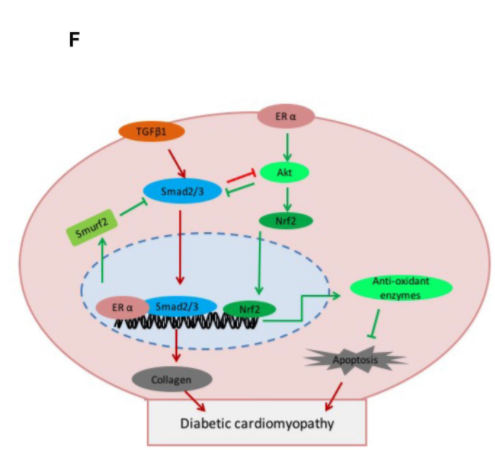 F
ER α
TGFβ1
Akt
Smad2/3
Nrf2
Smurf2
Anti-oxidant
enzymes
ER α
Smad2/3
Nrf2
Apoptosis
Collagen
Diabetic cardiomyopathy